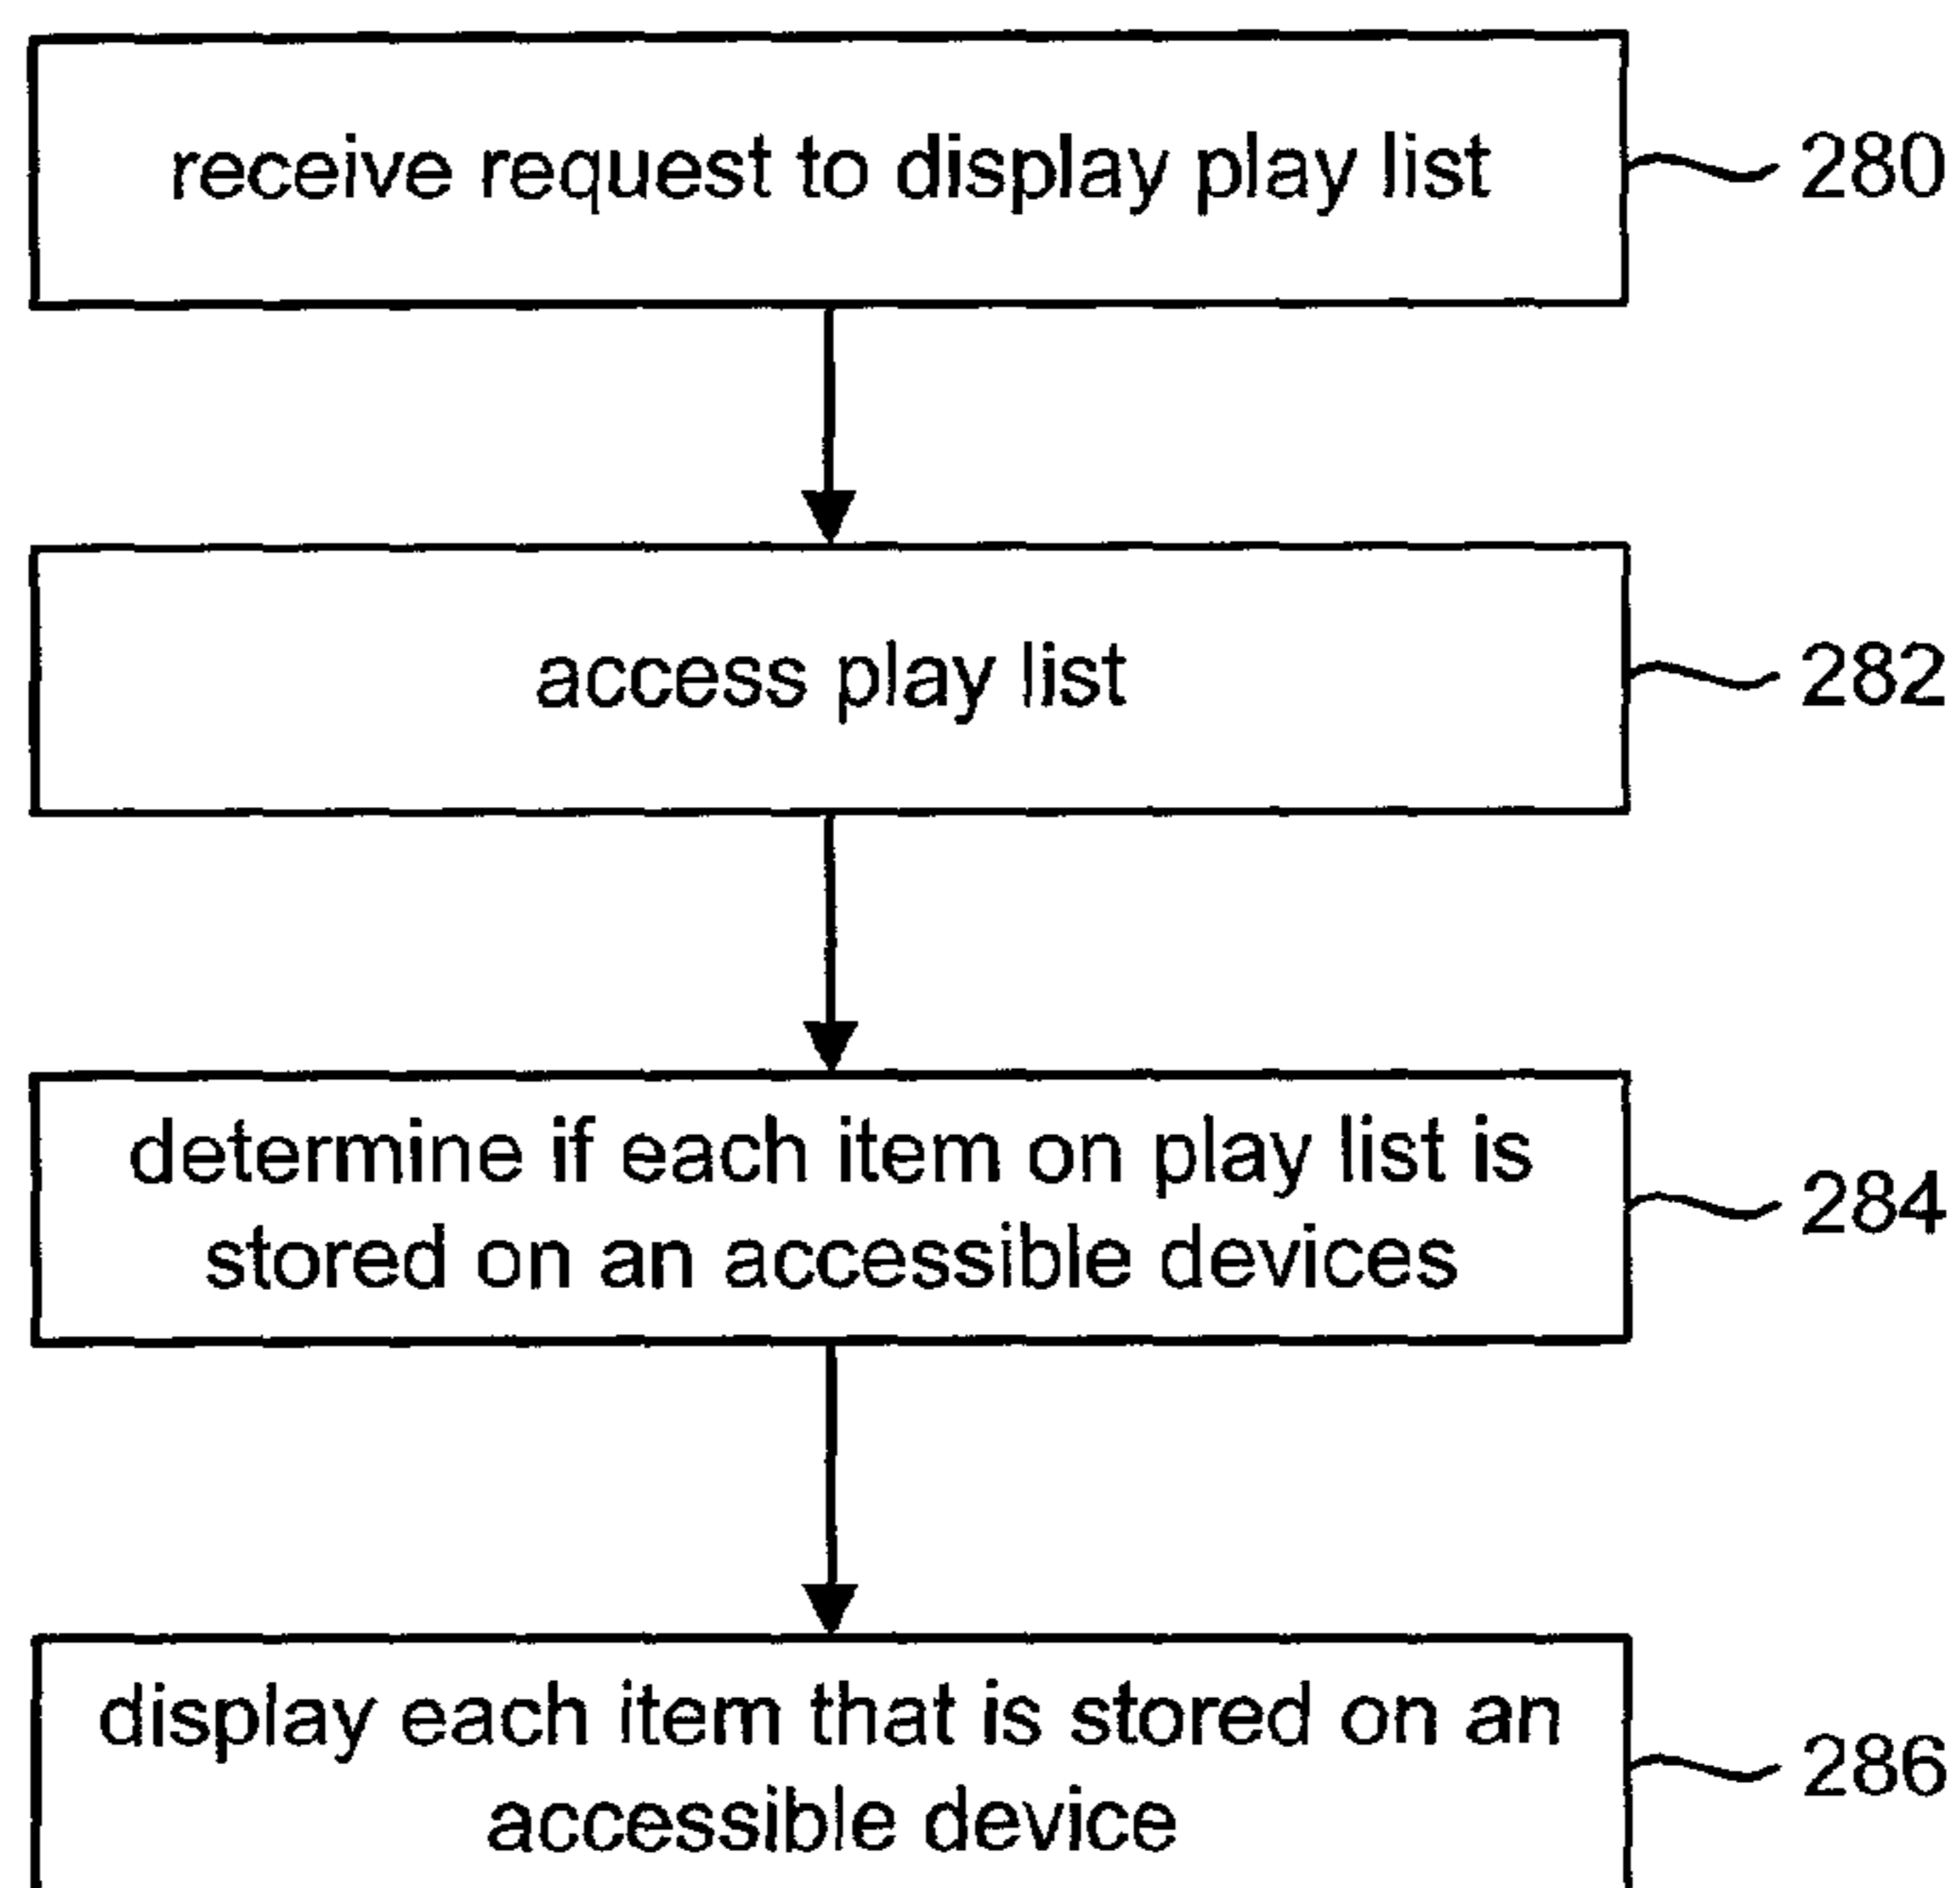 receive request to display play list
280
access play list
282
determine if each item on play list is
stored on an accessible devices
284
display each item that is stored on an
accessible device
286